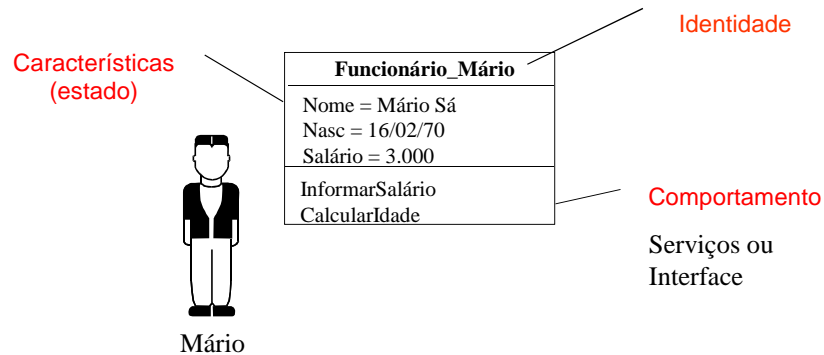 Identidade
Características
(estado)
Funcionário_Mário
Nome = Mário Sá
Nasc = 16/02/70
Salário = 3.000
InformarSalário
CalcularIdade
Comportamento
Serviços ou
Interface
Mário